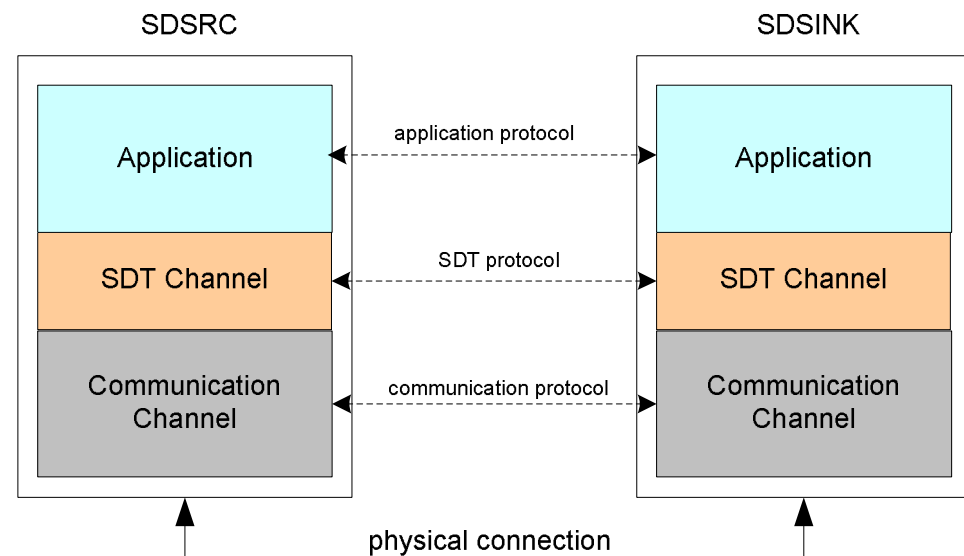 SDSRC
SDSINK
application protocol
Application
Application
SDT protocol
SDT Channel
SDT Channel
communication protocol
Communication
Channel
Communication
Channel
physical connection